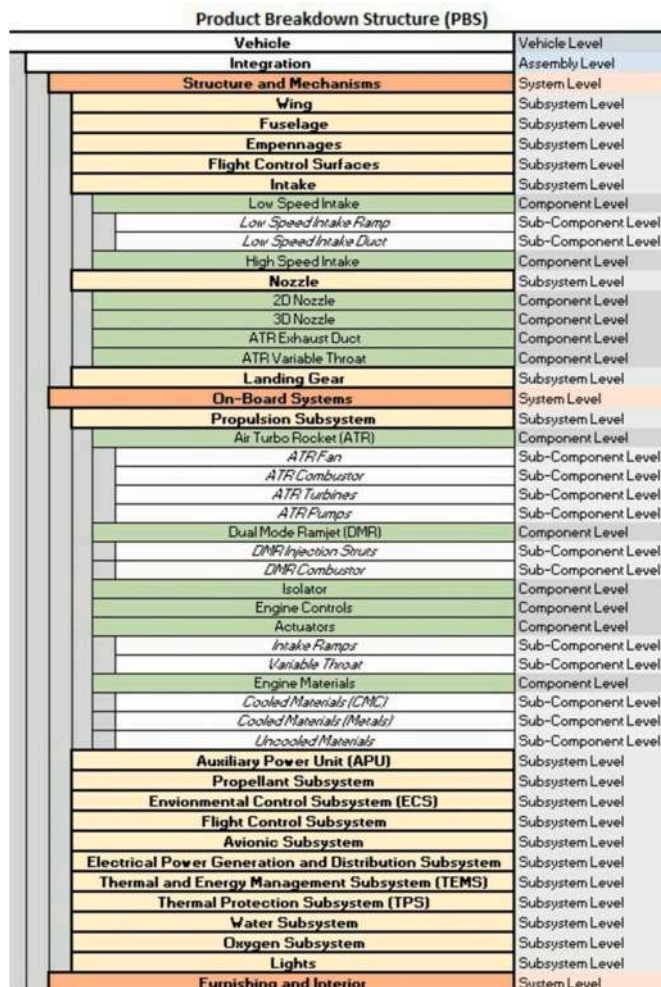 Product Breakdown Structure (PBS)
Vehicle Vehicle Level
Integration Assembly Level
Structure and Mechanisms System Level
Wing Subsystem Level
Fuselage Subsystem Level
Empennages Subsystem Level
Flight Control Surfaces Subsystem Level
Intake Subsystem Level
Low Speed Intake Component Level
Low Speed Intake Ramp Sub-Component Level
Low Speed Intake Duct Sub-Component Level
High Speed Intake Component Level
Nozzle Subsystem Level
2D Nozzle Component Level
3D Nozzle Component Level
ATR Exhaust Duct Component Level
ATR Variable Throat Component Level
Landing Gear Subsystem Level
On-Board Systems System Level
Propulsion Subsystem Subsystem Level
Air Turbo Rocket (ATR) Component Level
ATR Fan Sub-Component Level
ATR Combustor Sub-Component Level
ATR Turbines Sub-Component Level
ATR Pumps Sub-Component Level
Dual Mode Ramjet (DMR) Component Level
DMR Injection Struts Sub-Component Level
DMR Combustor Sub-Component Level
Isolator Component Level
Engine Controls Component Level
Actuators Component Level
Intake Ramps Sub-Component Level
Variable Throat Sub-Component Level
Engine Materials Component Level
Cooled Materials (CMC) Sub-Component Level
Cooled Materials (Metals) Sub-Component Level
Uncooled Materials Sub-Component Level
Auxiliary Power Unit (APU) Subsystem Level
Propellant Subsystem Subsystem Level
Envionmental Control Subsystem (ECS) Subsystem Level
Flight Control Subsystem Subsystem Level
Avionic Subsystem Subsystem Level
Electrical Power Generation and Distribution Subsystem Subsystem Level
Thermal and Energy Management Subsystem (TEMS) Subsystem Level
Thermal Protection Subsystem (TPS) Subsystem Level
Water Subsystem Subsystem Level
Oxygen Subsystem Subsystem Level
Lights Subsystem Level
Furnishing and Interior System Level